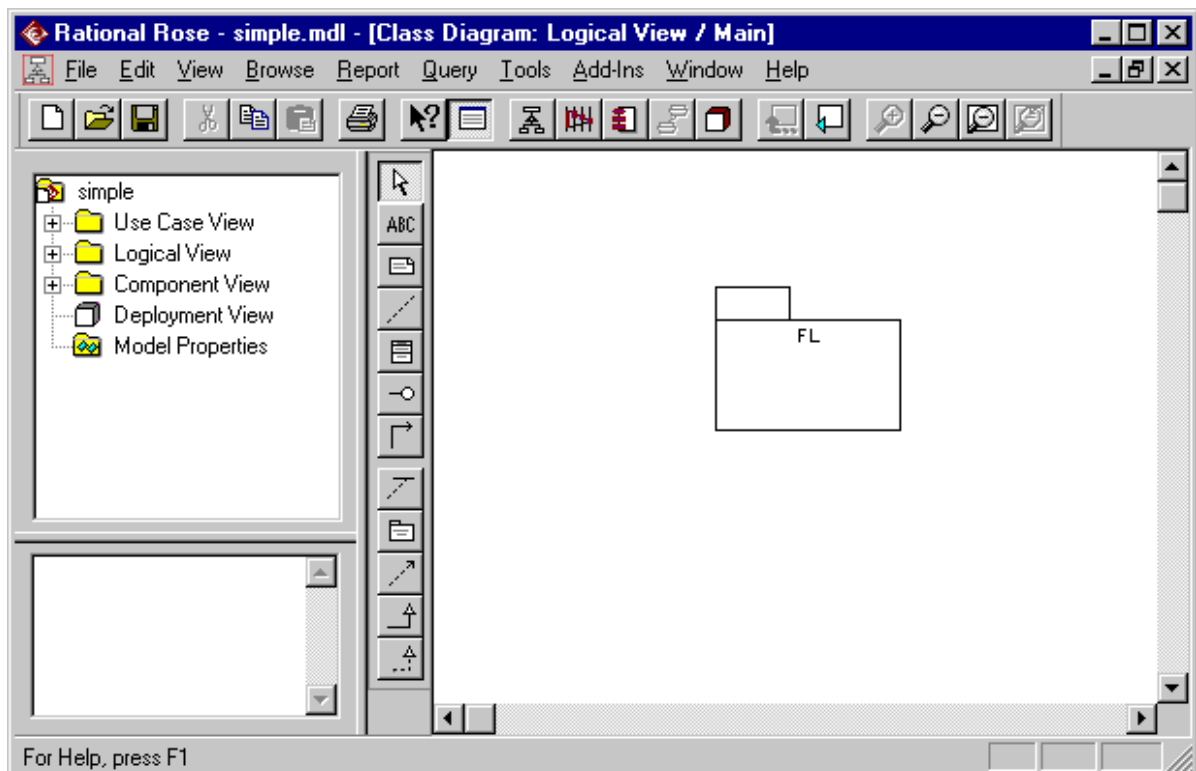 Rational Rose - simple.mdl - [Class Diagram: Logical View / Main]
File Edit View Browse Report Query Tools Add-Ins Window Help
simple
Use Case View
Logical View
Component View
Deployment View
Model Properties
ABC
FL
For Help, press F1